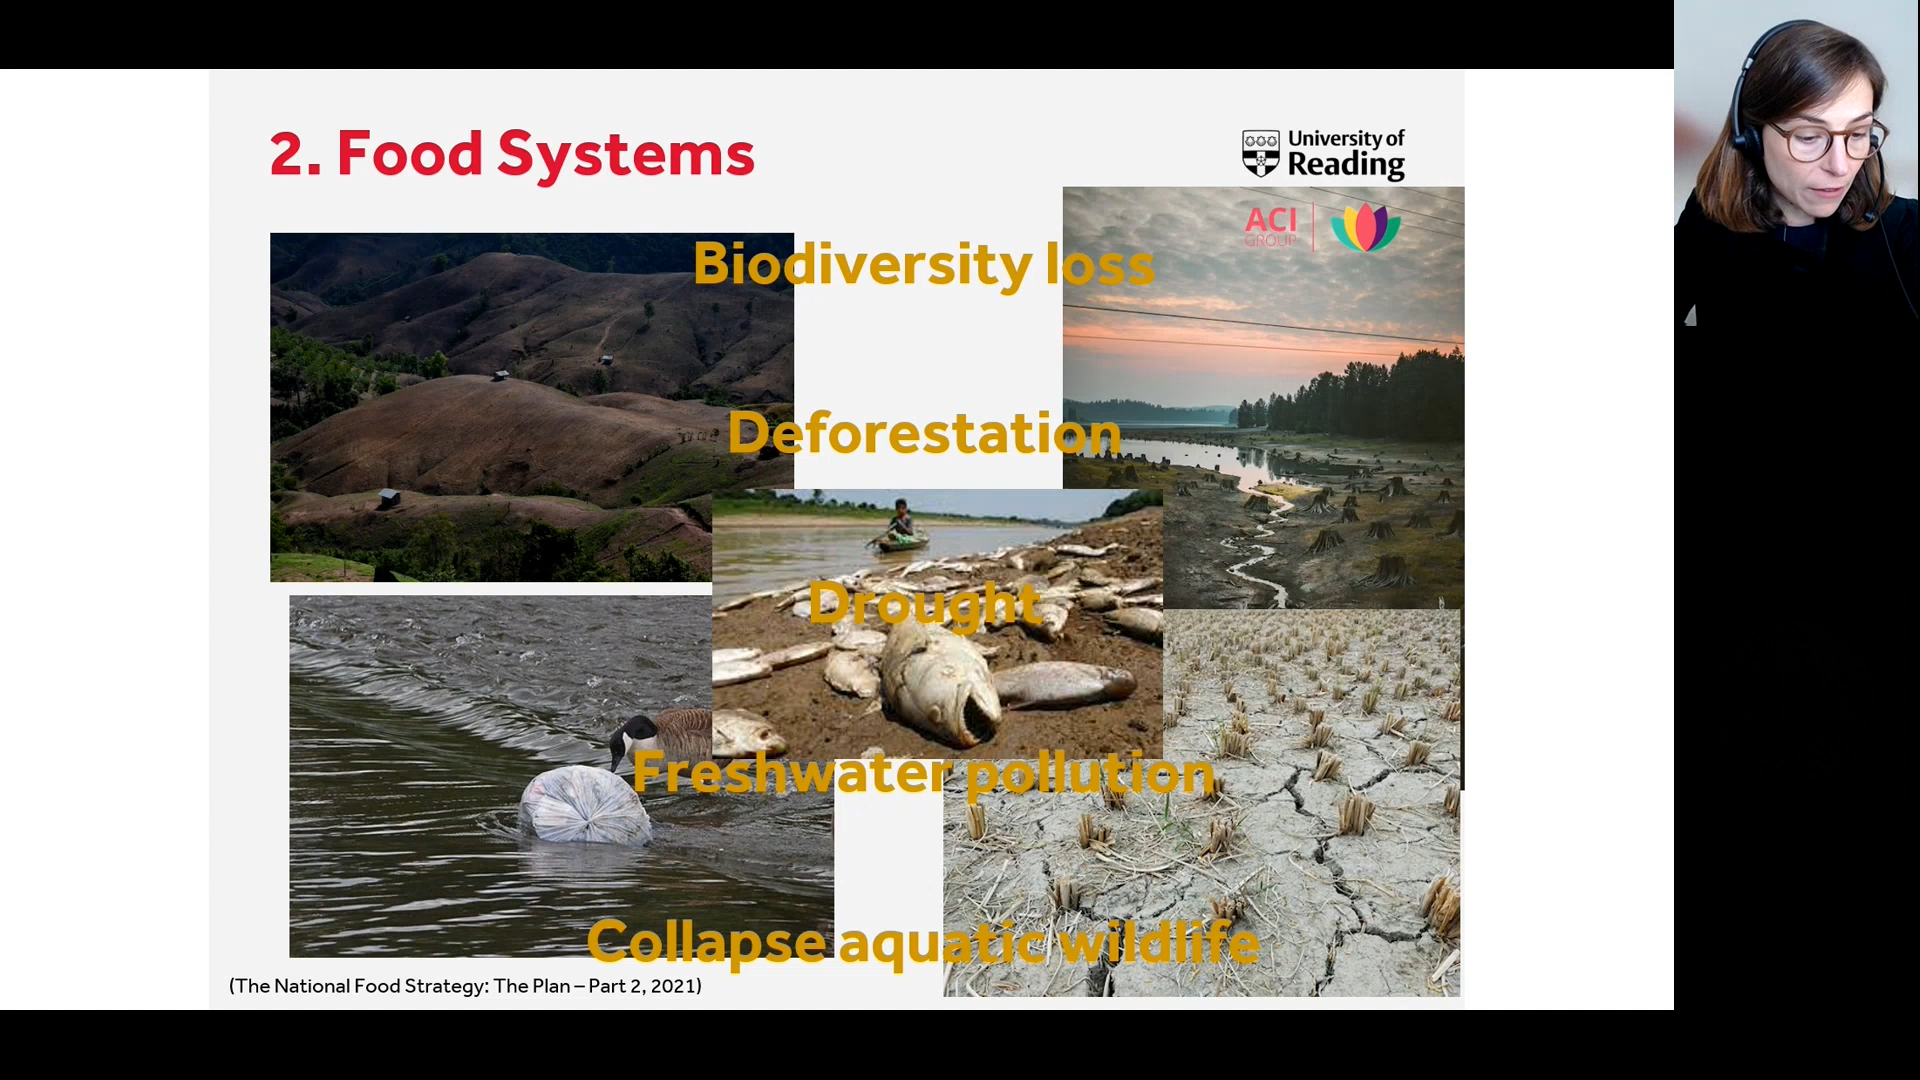 2. Food Systems
University of
Reading
ACI
GROUP
Biodiversity loss
Deforestation
Drought
Freshwater pollution
Collapse aquatic wildlife
(The National Food Strategy: The Plan – Part 2, 2021)